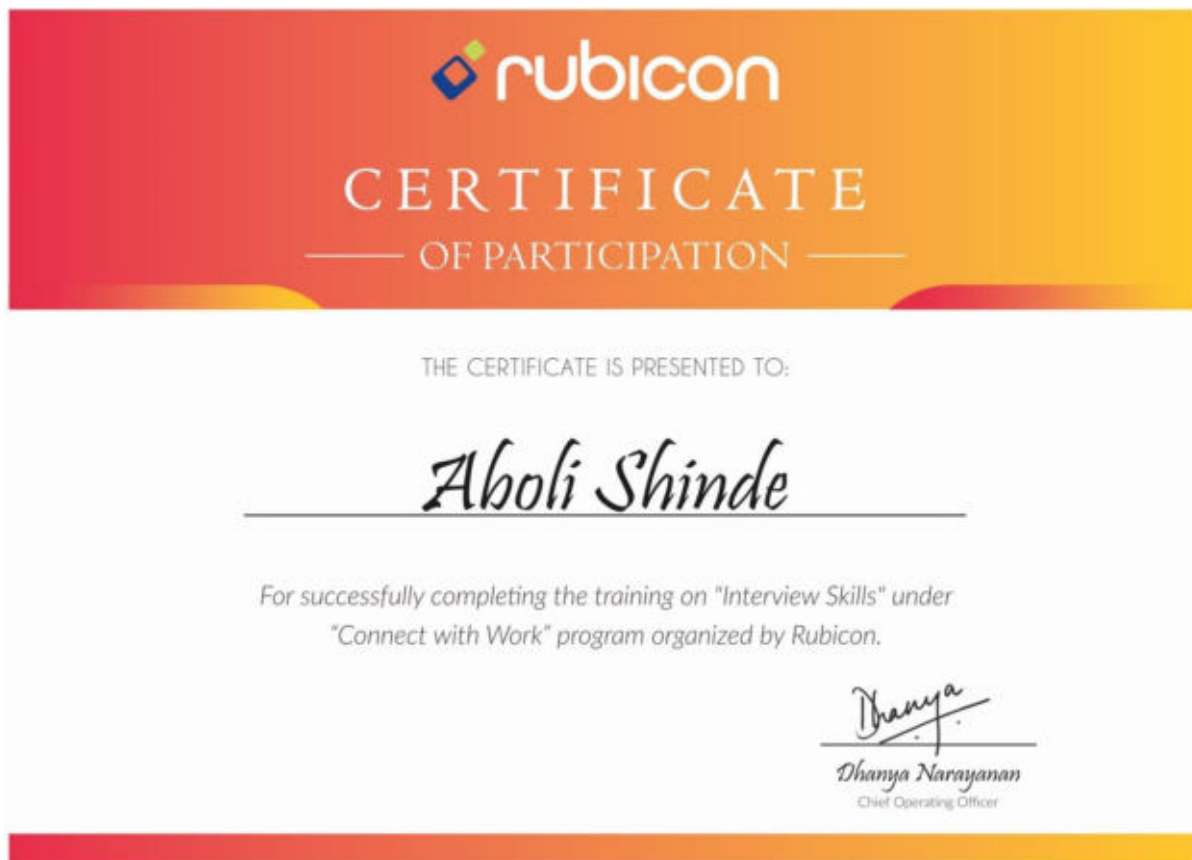 rubicon
CERTIFICATE
OF PARTICIPATION
THE CERTIFICATE IS PRESENTED TO:
Aboli Shinde
For successfully completing the training on "Interview Skills" under
"Connect with Work" program organized by Rubicon.
Dhanya
Dhanya Narayanan
Chief Operating Officer